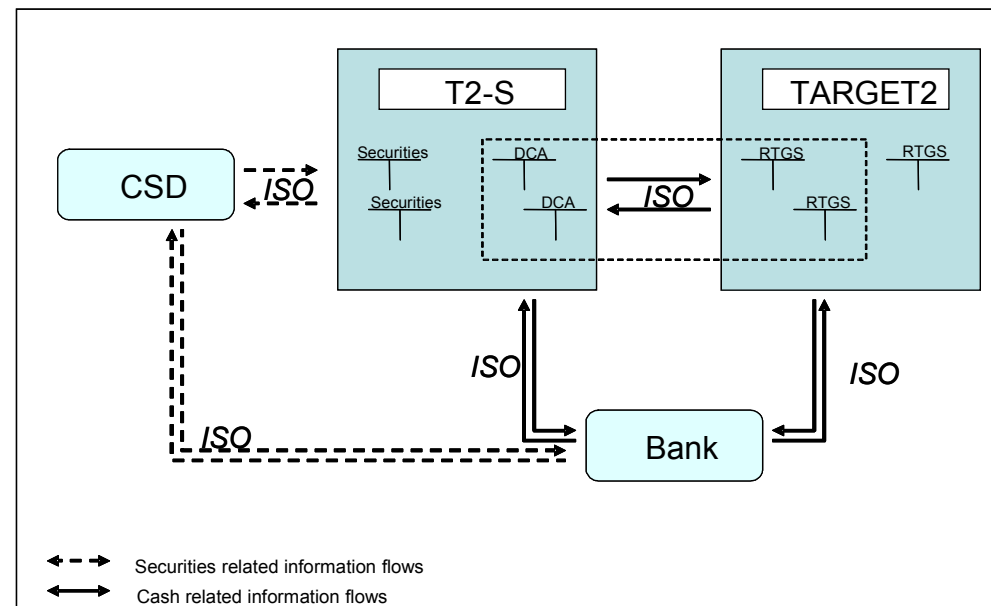 T2-S
TARGET2
Securities
DCA
RTGS
RTGS
CSD
ISO
ISO
Securities
DCA
RTGS
ISO
ISO
ISO
Bank
Securities related information flows
Cash related information flows